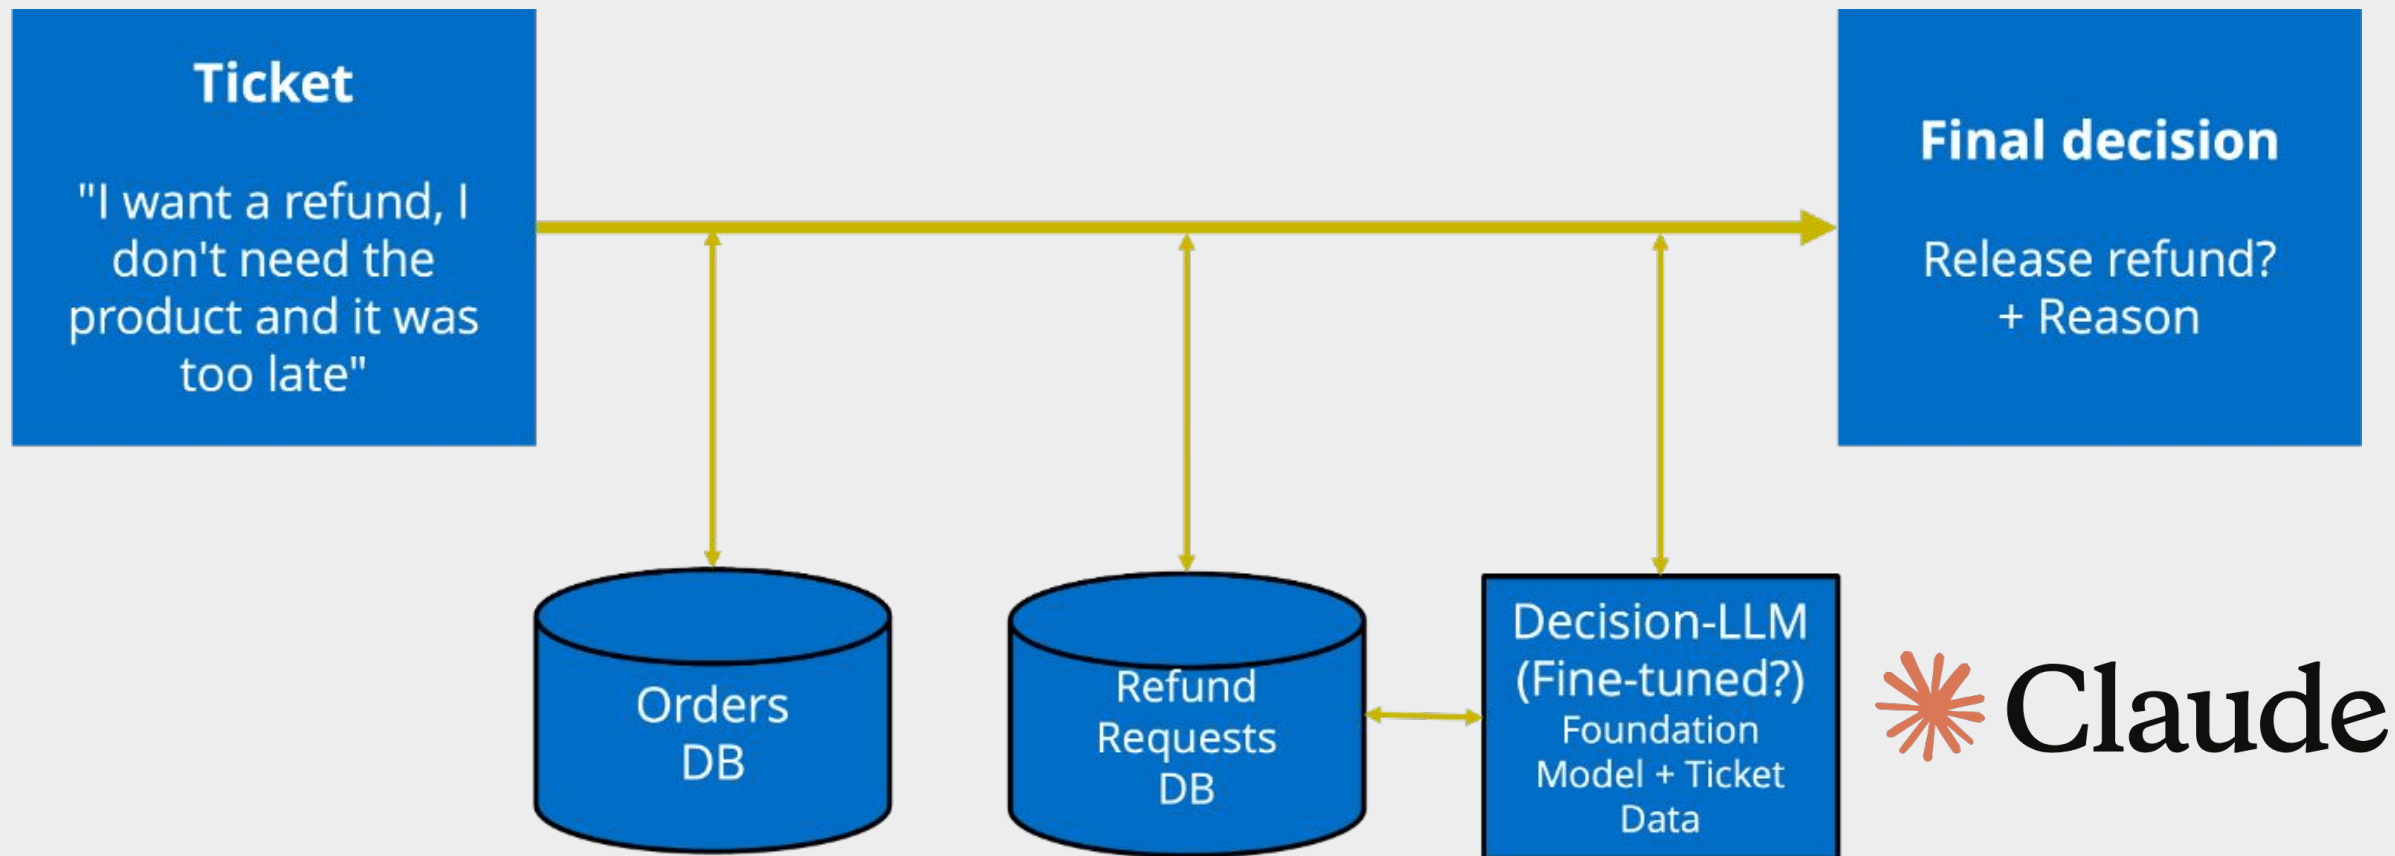 Ticket
"I want a refund, I
don't need the
product and it was
too late"
Final decision
Release refund?
+ Reason
Orders
DB
Refund
Requests
DB
Decision-LLM
(Fine-tuned?)
Foundation
Model + Ticket
Data
Claude